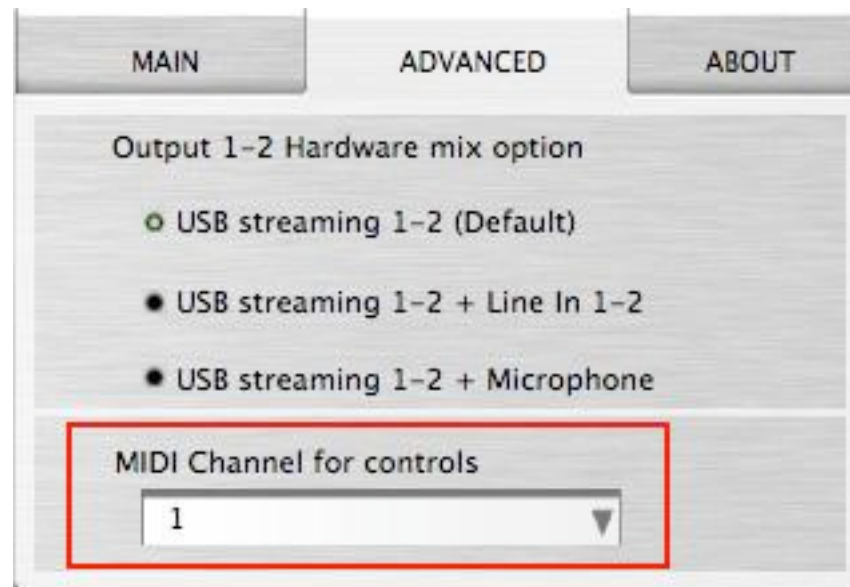 MAIN ADVANCED ABOUT
Output 1-2 Hardware mix option
USB streaming 1-2 (Default)
USB streaming 1-2 + Line In 1-2
USB streaming 1-2 + Microphone
MIDI Channel for controls
1